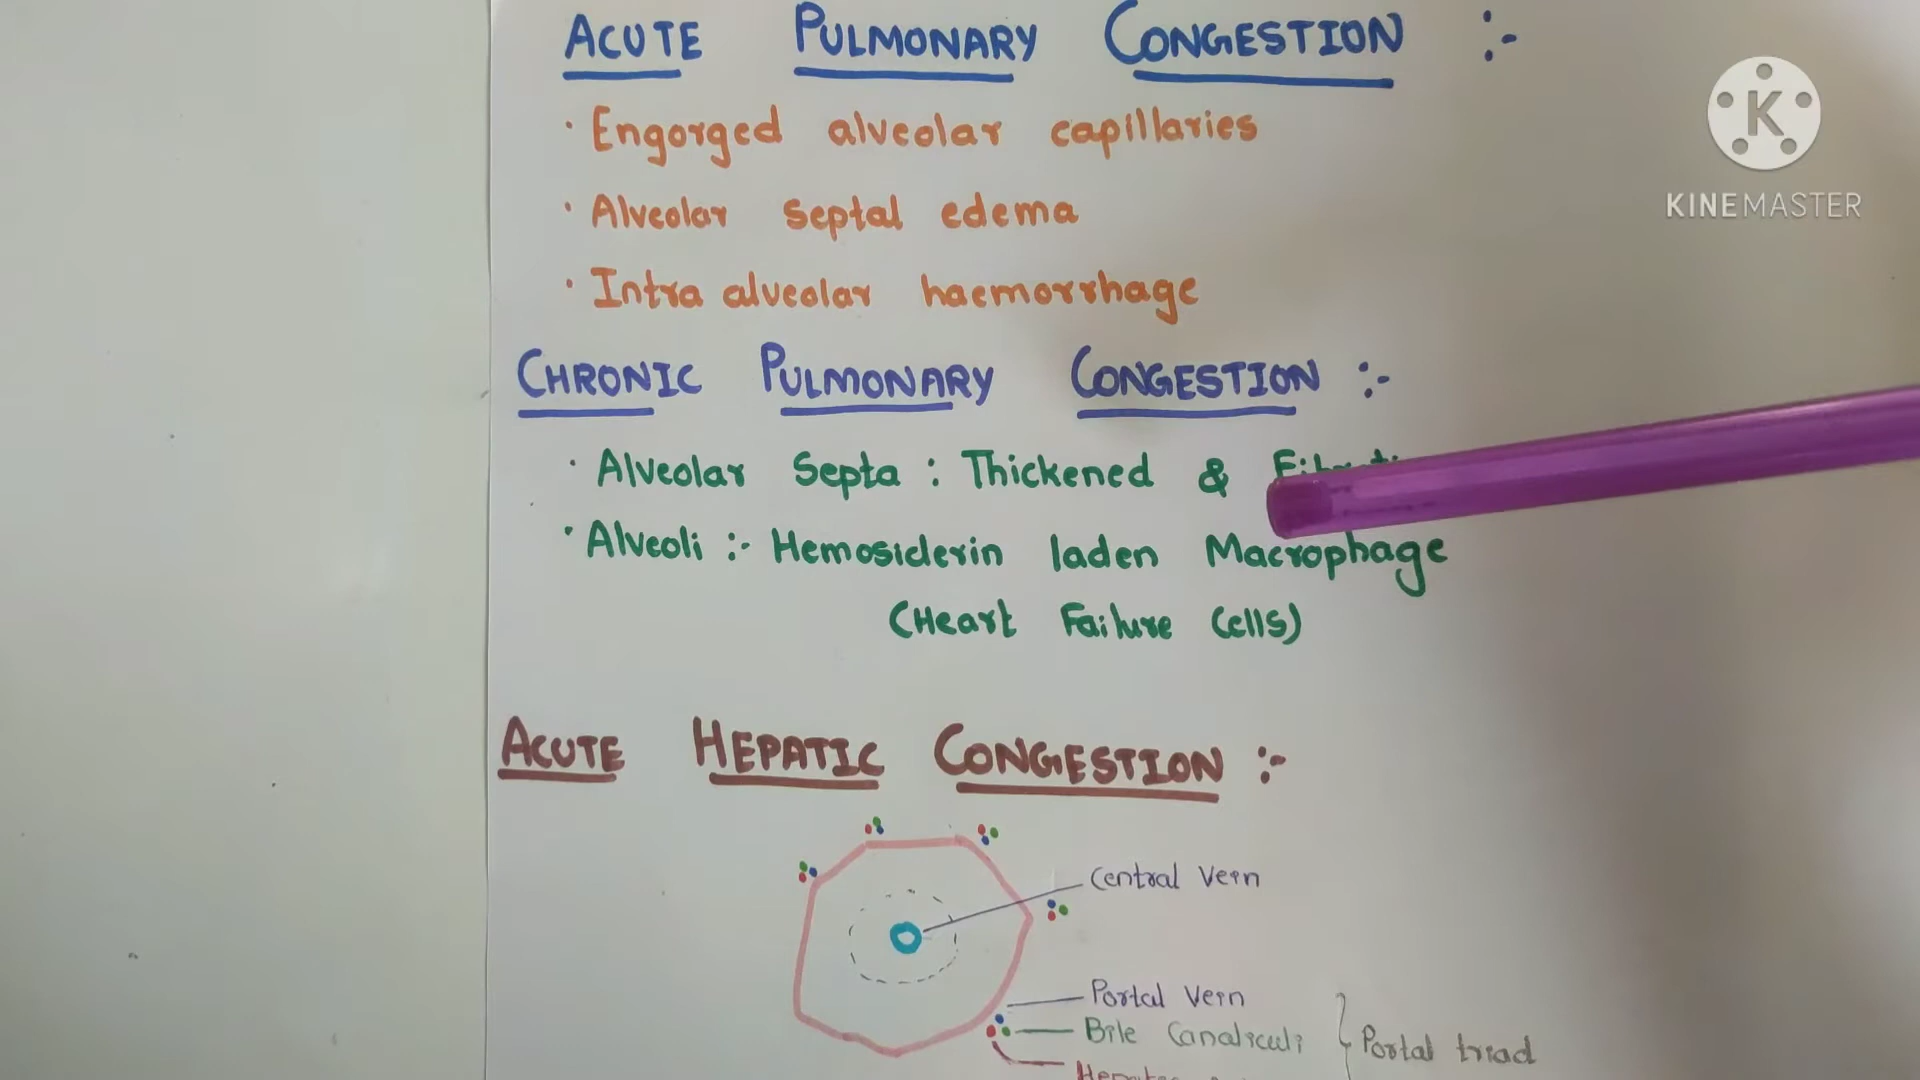 ACUTE PULMONARY CONGESTION :-
· Engorged alveolar capillaries
· Alveolar septal edema
· Intra alveolar haemorrhage
CHRONIC PULMONARY CONGESTION :-
· Alveolar Septa : Thickened &
· Alveoli :- Hemosiderin laden Macrophage
(Heart Failure Cells)
ACUTE HEPATIC CONGESTION :-
Central Vein
Portal Vein
Bile Canaliculi
Portal triad
K
KINEMASTER